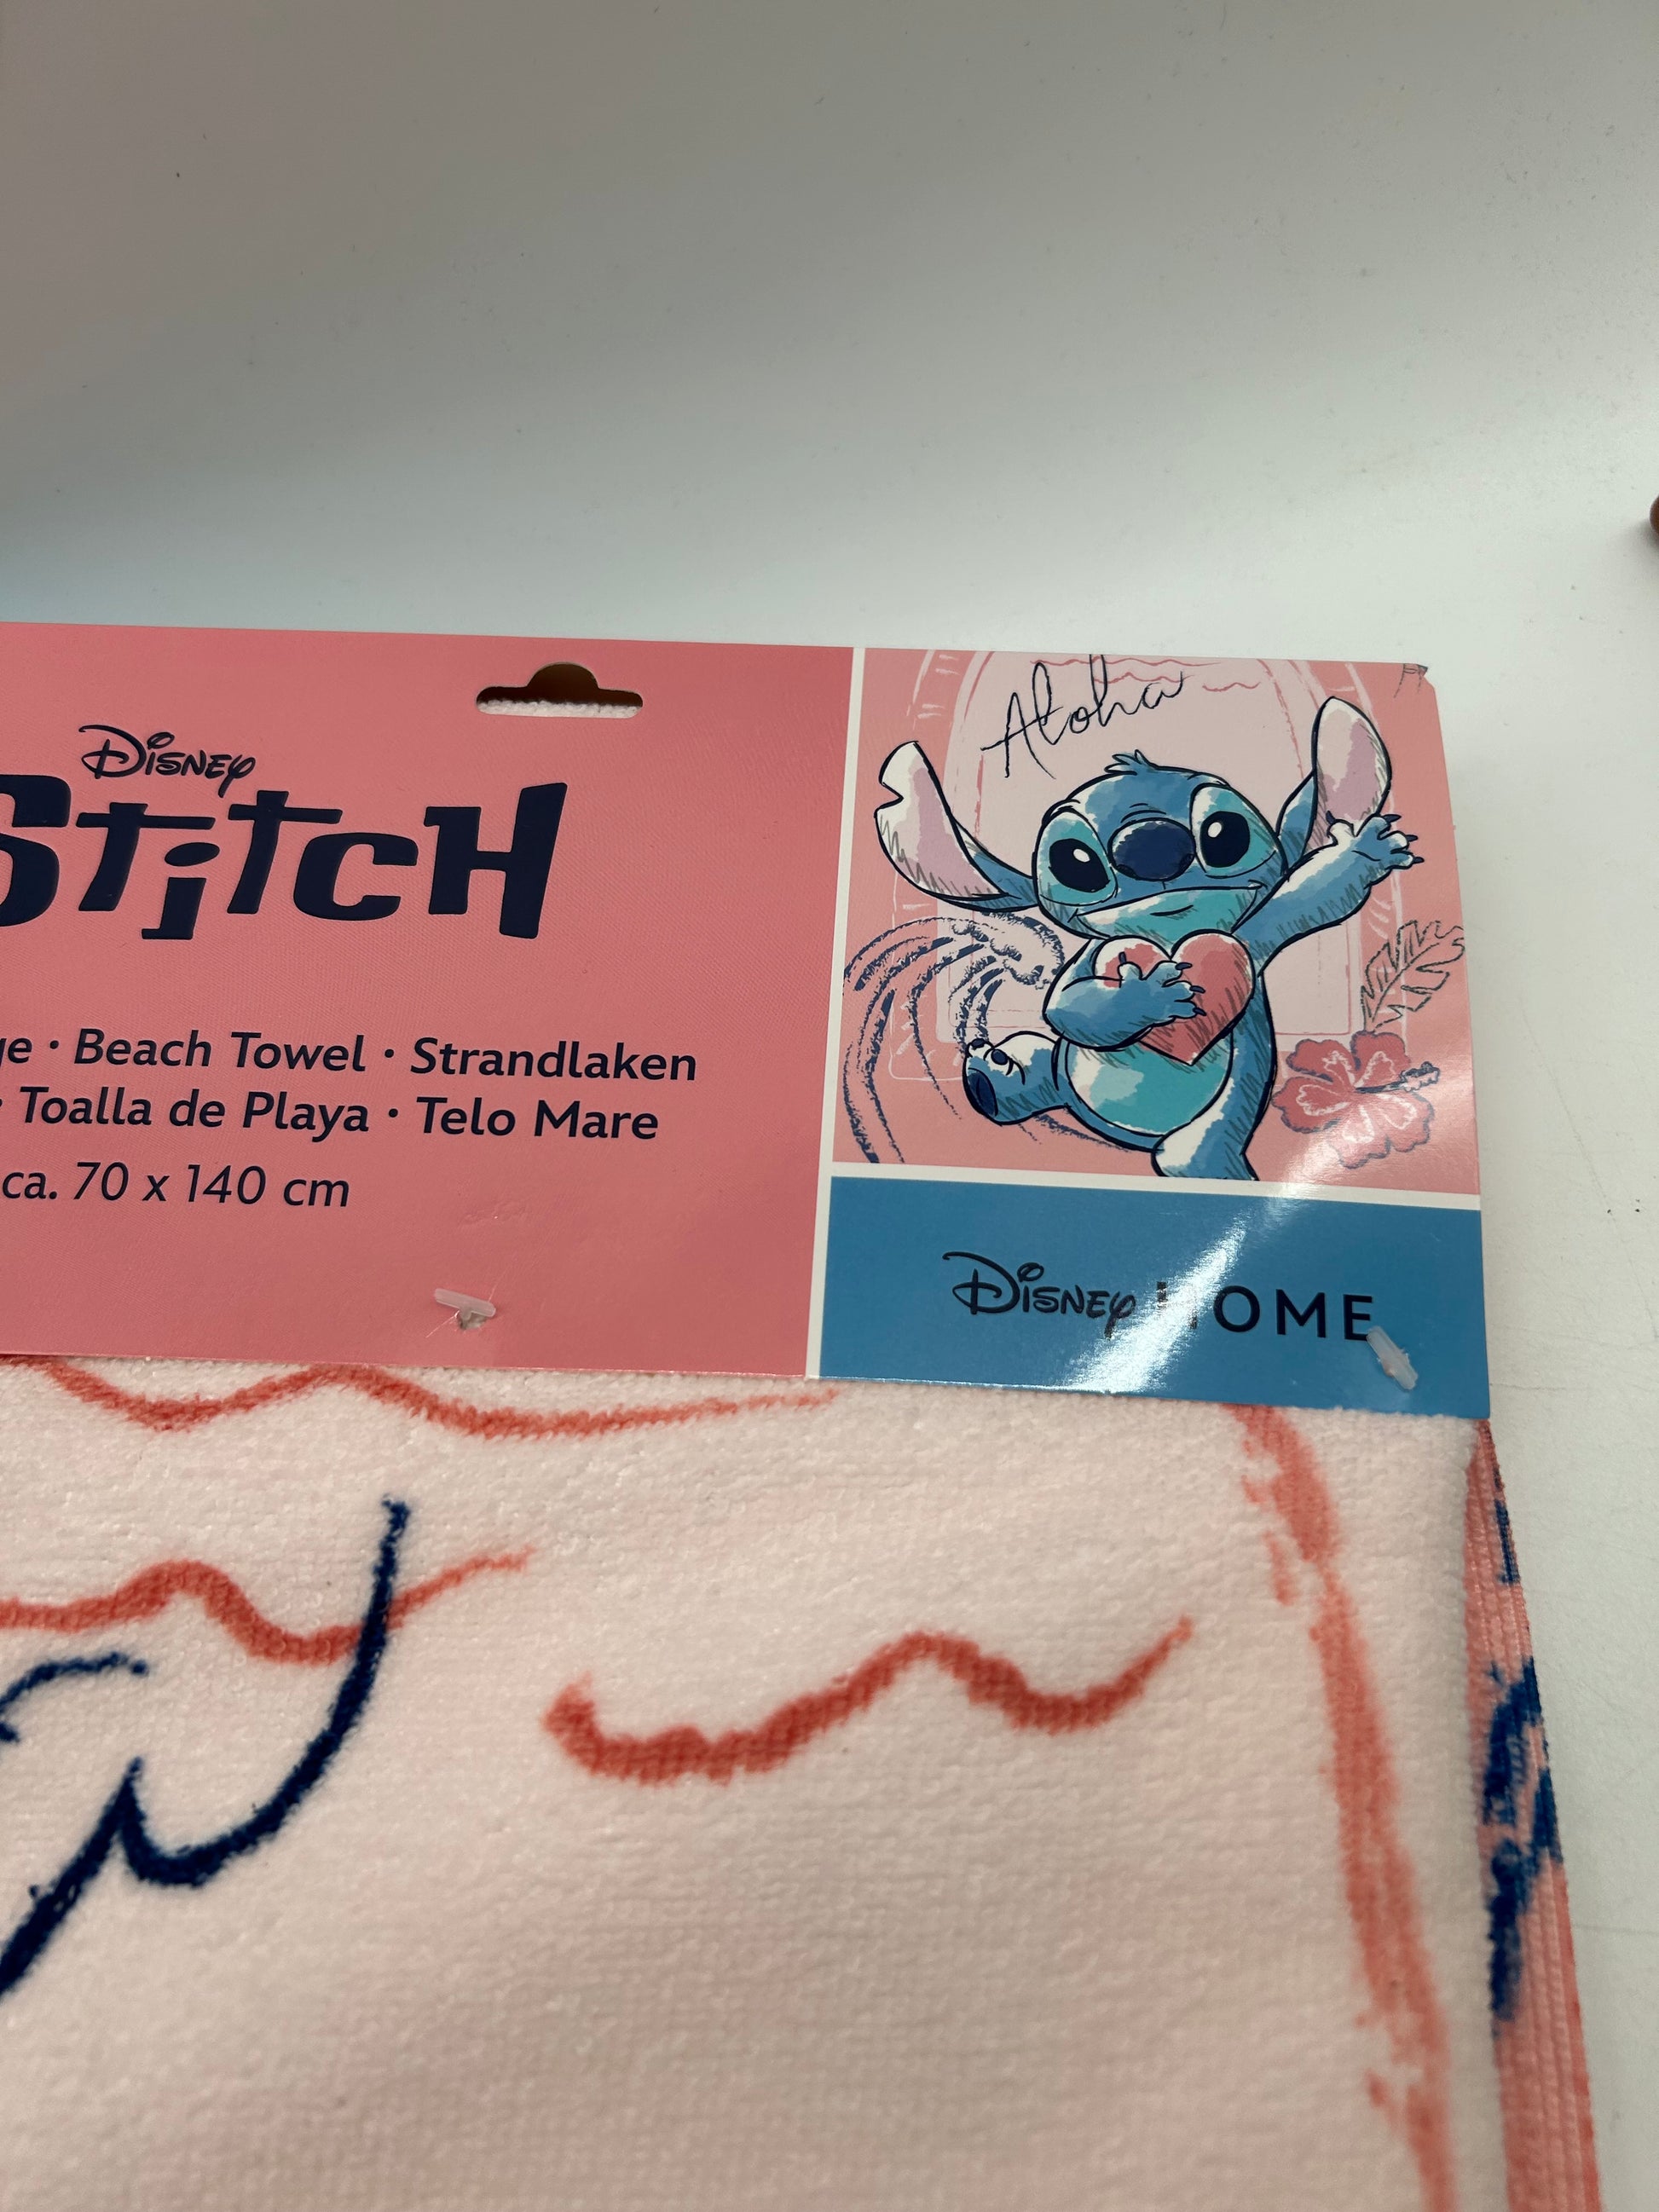 Disney
Stitch
ge · Beach Towel · Strandlaken
· Toalla de Playa · Telo Mare
ca. 70 x 140 cm
Aloha
Disney HOME